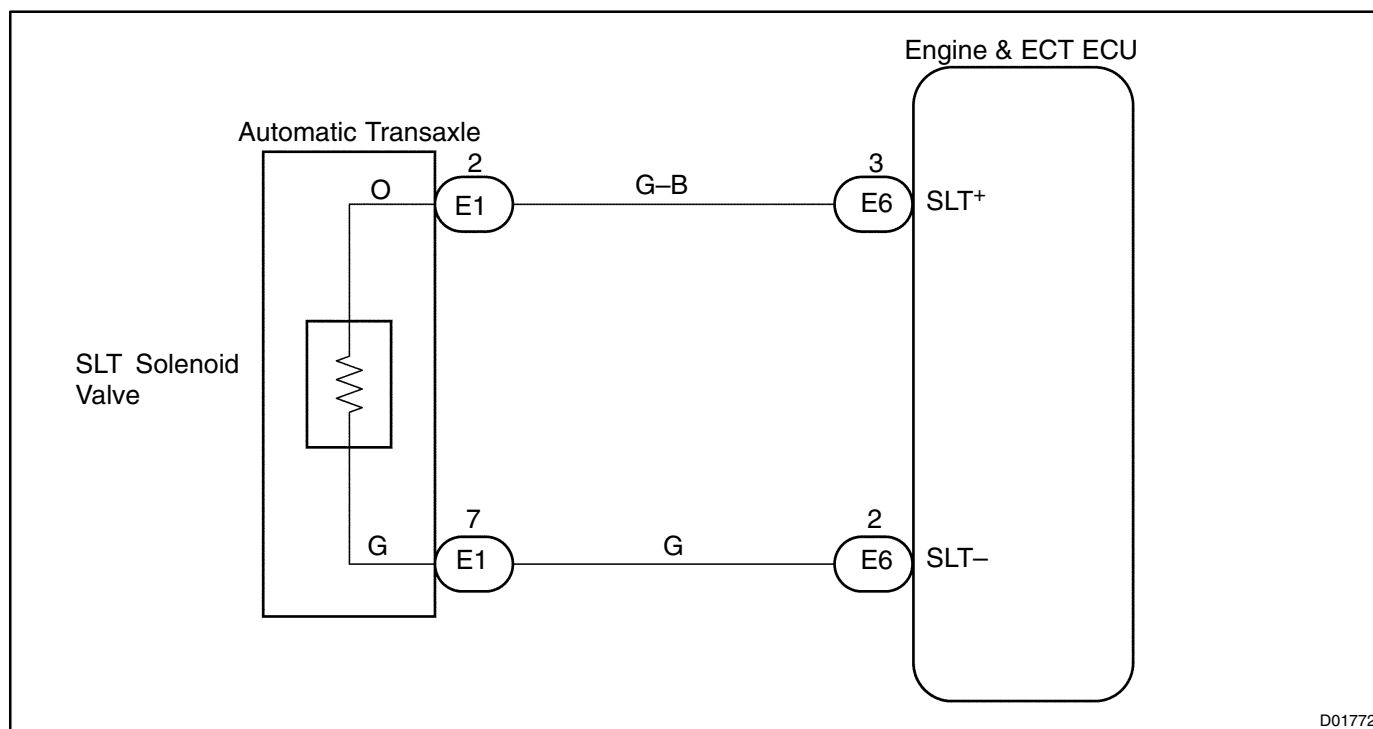 Engine & ECT ECU
Automatic Transaxle
2
3
O
E1
G–B
E6
SLT+
SLT Solenoid
Valve
7
2
G
E1
G
E6
SLT–
D01772